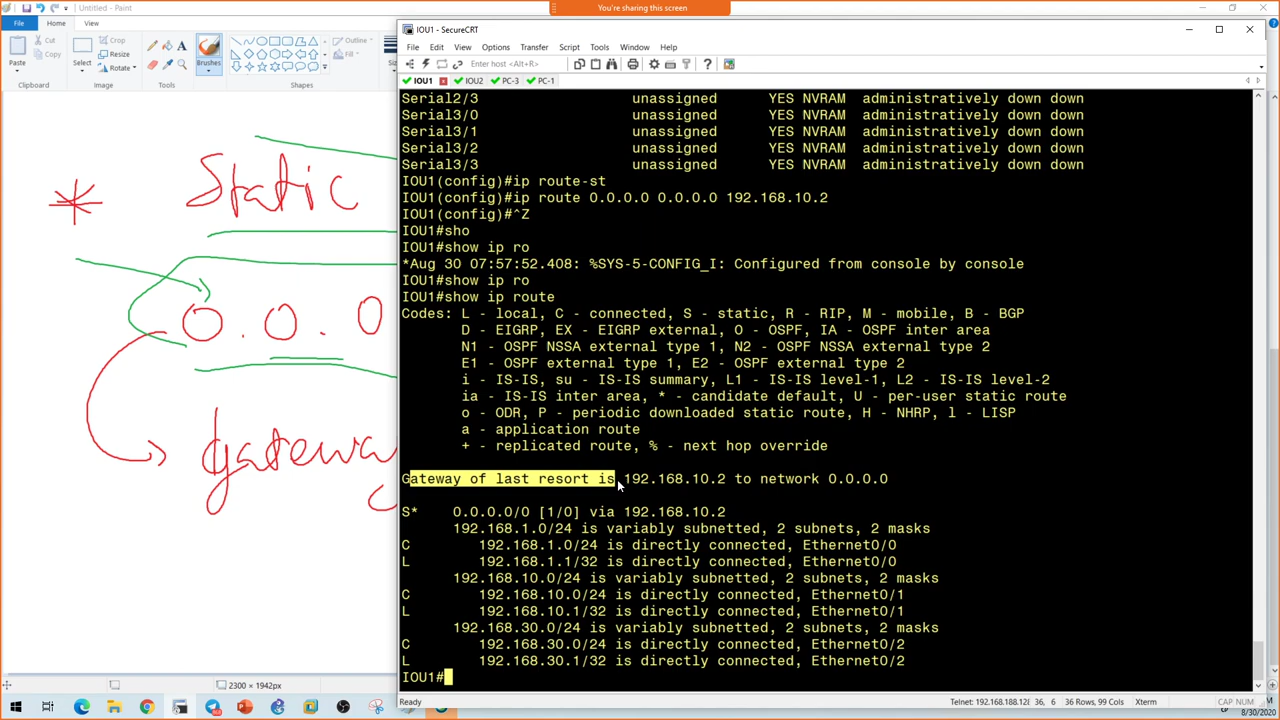 Untitled - Paint
You're sharing this screen
File
Home
View
Paste
Cut
Copy
Clipboard
Select
Crop
Resize
Rotate
Image
Tools
Brushes
Outline
Fill
Shapes
* Static
0.0.0
gateway
2300 × 1942px
IOU1 - SecureCRT
File Edit View Options Transfer Script Tools Window Help
Enter host <Alt+R>
IOU1 IOU2 PC-3 PC-1
Serial2/3 unassigned YES NVRAM administratively down down
Serial3/0 unassigned YES NVRAM administratively down down
Serial3/1 unassigned YES NVRAM administratively down down
Serial3/2 unassigned YES NVRAM administratively down down
Serial3/3 unassigned YES NVRAM administratively down down
IOU1(config)#ip route-st
IOU1(config)#ip route 0.0.0.0 0.0.0.0 192.168.10.2
IOU1(config)#^Z
IOU1#sho
IOU1#show ip ro
*Aug 30 07:57:52.408: %SYS-5-CONFIG_I: Configured from console by console
IOU1#show ip ro
IOU1#show ip route
Codes: L - local, C - connected, S - static, R - RIP, M - mobile, B - BGP
D - EIGRP, EX - EIGRP external, O - OSPF, IA - OSPF inter area
N1 - OSPF NSSA external type 1, N2 - OSPF NSSA external type 2
E1 - OSPF external type 1, E2 - OSPF external type 2
i - IS-IS, su - IS-IS summary, L1 - IS-IS level-1, L2 - IS-IS level-2
ia - IS-IS inter area, * - candidate default, U - per-user static route
o - ODR, P - periodic downloaded static route, H - NHRP, l - LISP
a - application route
+ - replicated route, % - next hop override
Gateway of last resort is 192.168.10.2 to network 0.0.0.0
S* 0.0.0.0/0 [1/0] via 192.168.10.2
192.168.1.0/24 is variably subnetted, 2 subnets, 2 masks
C 192.168.1.0/24 is directly connected, Ethernet0/0
L 192.168.1.1/32 is directly connected, Ethernet0/0
192.168.10.0/24 is variably subnetted, 2 subnets, 2 masks
C 192.168.10.0/24 is directly connected, Ethernet0/1
L 192.168.10.1/32 is directly connected, Ethernet0/1
192.168.30.0/24 is variably subnetted, 2 subnets, 2 masks
C 192.168.30.0/24 is directly connected, Ethernet0/2
L 192.168.30.1/32 is directly connected, Ethernet0/2
IOU1#
Ready
Telnet: 192.168.188.128 36, 6 36 Rows, 99 Cols Xterm CAP NUM
8/30/2020